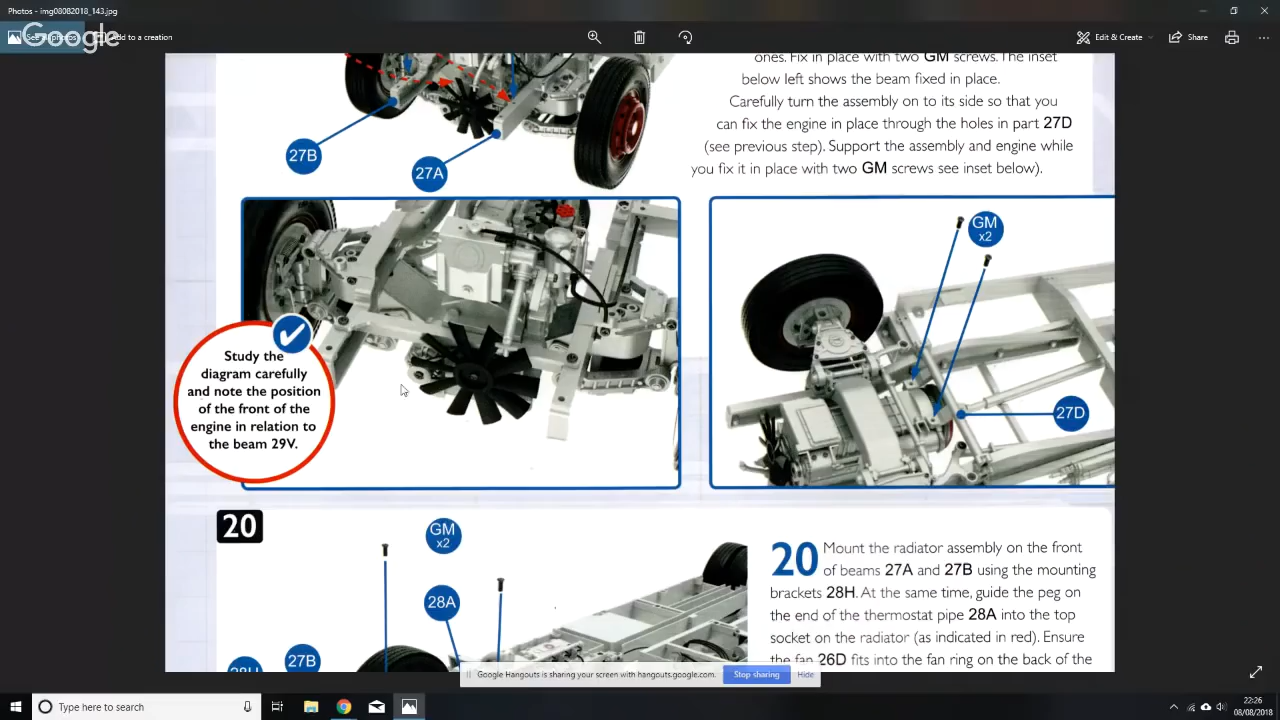 Photos - img08082018_143.jpg
Google
See all photos
Add to a creation
Edit & Create
Share
ones. Fix in place with two GM screws. The inset
below left shows the beam fixed in place.
Carefully turn the assembly on to its side so that you
can fix the engine in place through the holes in part 27D
(see previous step). Support the assembly and engine while
you fix it in place with two GM screws see inset below).
27B
27A
GM
x2
27D
Study the
diagram carefully
and note the position
of the front of the
engine in relation to
the beam 29V.
20
GM
x2
28A
27B
28H
20 Mount the radiator assembly on the front
of beams 27A and 27B using the mounting
brackets 28H. At the same time, guide the peg on
the end of the thermostat pipe 28A into the top
socket on the radiator (as indicated in red). Ensure
the fan 26D fits into the fan ring on the back of the
Google Hangouts is sharing your screen with hangouts.google.com.
Stop sharing
Hide
Type here to search
22:26
08/08/2018